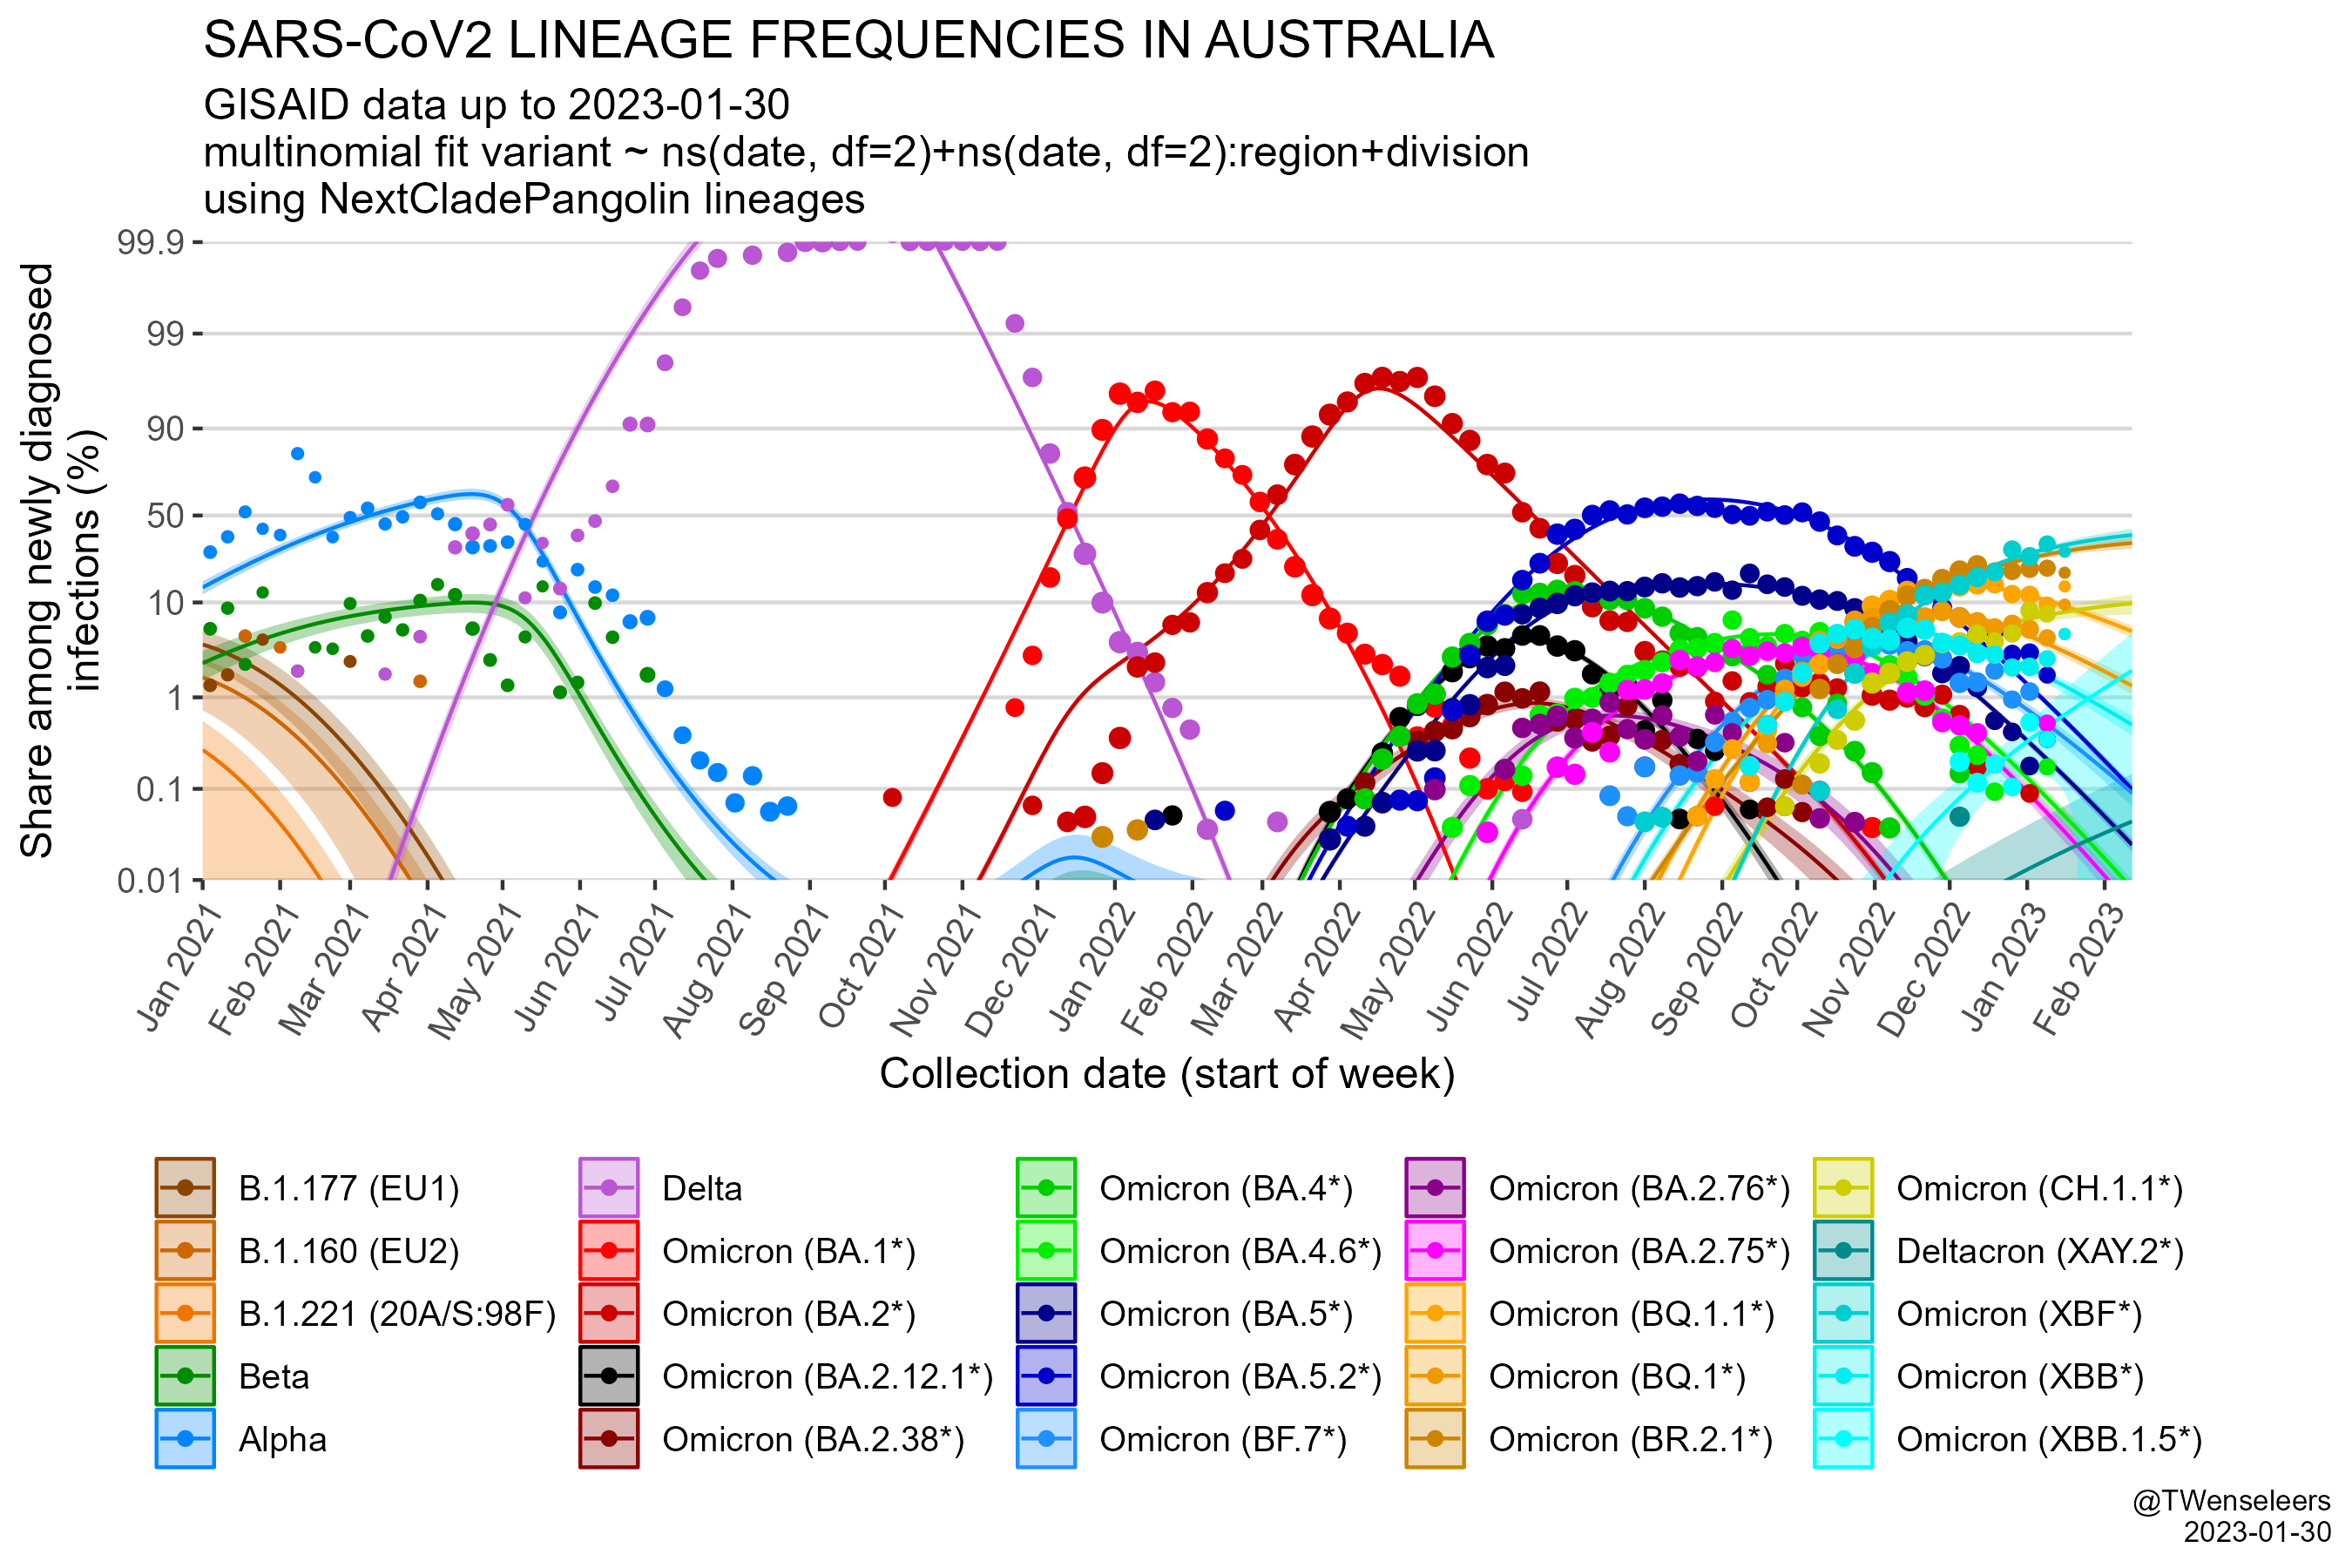 SARS-CoV2 LINEAGE FREQUENCIES IN AUSTRALIA
GISAID data up to 2023-01-30
multinomial fit variant ~ ns(date, df=2)+ns(date, df=2):region+division
using NextCladePangolin lineages
Share among newly diagnosed
infections (%)
99.9
99
90
50
10
1
0.1
0.01
Jan 2021
Feb 2021
Mar 2021
Apr 2021
May 2021
Jun 2021
Jul 2021
Aug 2021
Sep 2021
Oct 2021
Nov 2021
Dec 2021
Jan 2022
Feb 2022
Mar 2022
Apr 2022
May 2022
Jun 2022
Jul 2022
Aug 2022
Sep 2022
Oct 2022
Nov 2022
Dec 2022
Jan 2023
Feb 2023
Collection date (start of week)
B.1.177 (EU1)
B.1.160 (EU2)
B.1.221 (20A/S:98F)
Beta
Alpha
Delta
Omicron (BA.1*)
Omicron (BA.2*)
Omicron (BA.2.12.1*)
Omicron (BA.2.38*)
Omicron (BA.4*)
Omicron (BA.4.6*)
Omicron (BA.5*)
Omicron (BA.5.2*)
Omicron (BF.7*)
Omicron (BA.2.76*)
Omicron (BA.2.75*)
Omicron (BQ.1.1*)
Omicron (BQ.1*)
Omicron (BR.2.1*)
Omicron (CH.1.1*)
Deltacron (XAY.2*)
Omicron (XBF*)
Omicron (XBB*)
Omicron (XBB.1.5*)
@TWenseleers
2023-01-30